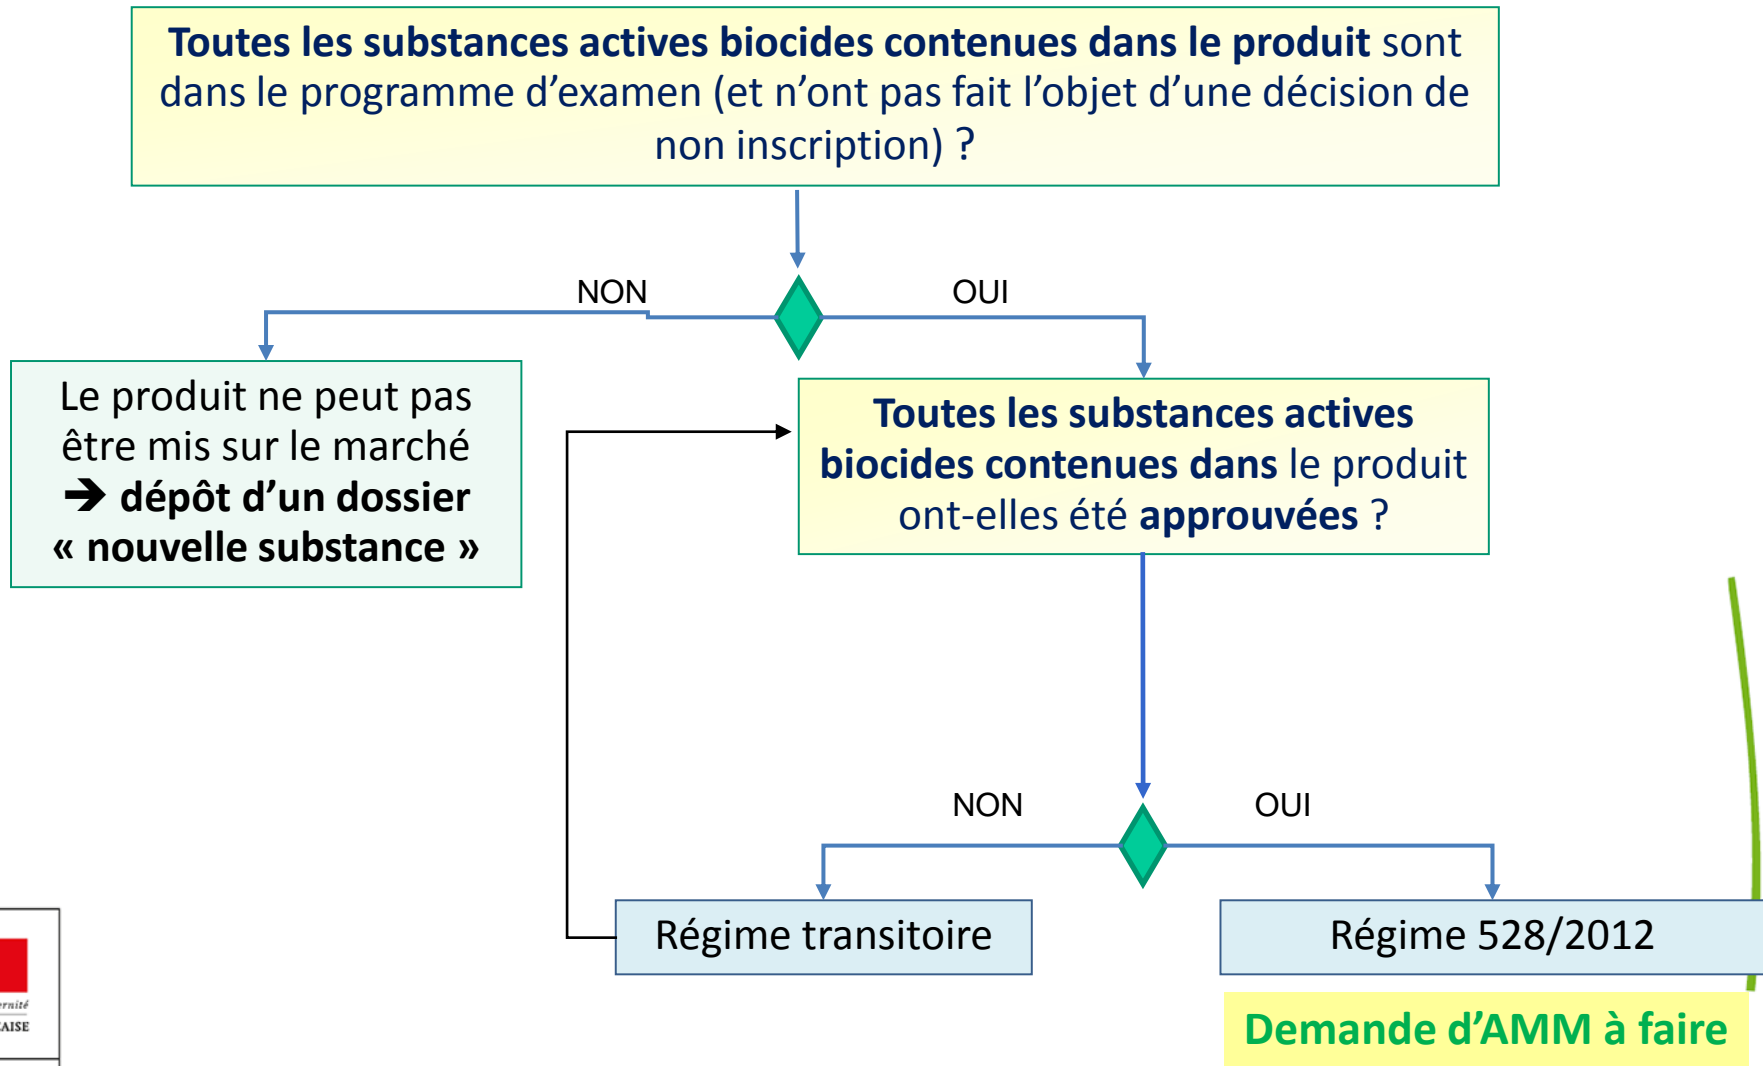 Toutes les substances actives biocides contenues dans le produit sont
dans le programme d’examen (et n’ont pas fait l’objet d’une décision de
non inscription) ?
NON
OUI
Le produit ne peut pas
être mis sur le marché
➔ dépôt d’un dossier
« nouvelle substance »
Toutes les substances actives
biocides contenues dans le produit
ont-elles été approuvées ?
NON
OUI
Régime transitoire
Régime 528/2012
Demande d’AMM à faire